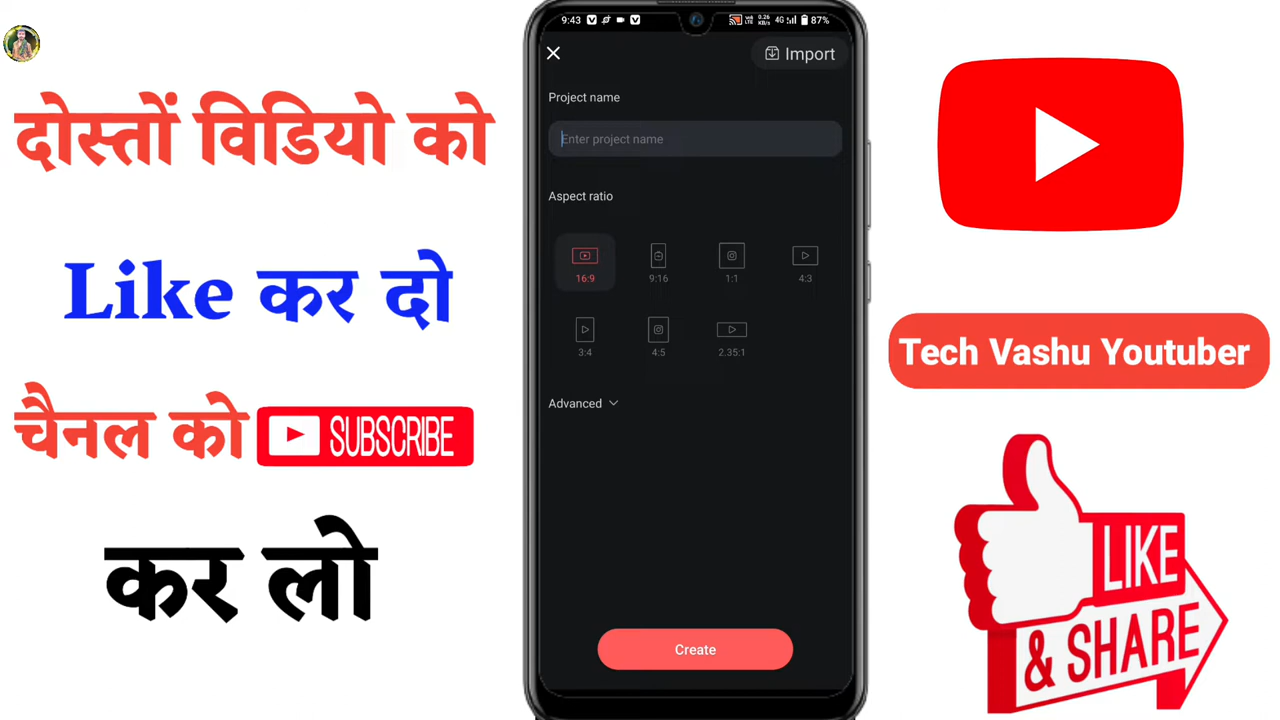 दोस्तों विडियो को
Like कर दो
चैनल को SUBSCRIBE
कर लो
9:43
4G 87%
Import
Project name
Enter project name
Aspect ratio
16:9 9:16 1:1 4:3
3:4 4:5 2.35:1
Advanced
Create
Tech Vashu Youtuber
LIKE
& SHARE